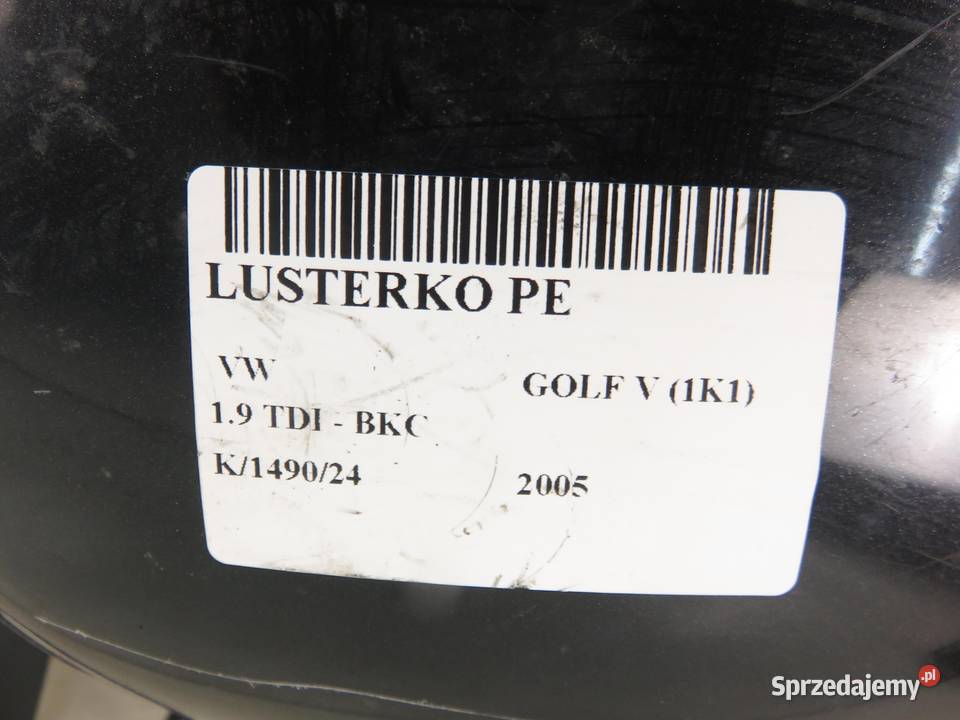 LUSTERKO PE
VW
GOLF V (1K1)
1.9 TDI - BKC
K/1490/24
2005
Sprzedajemy.pl